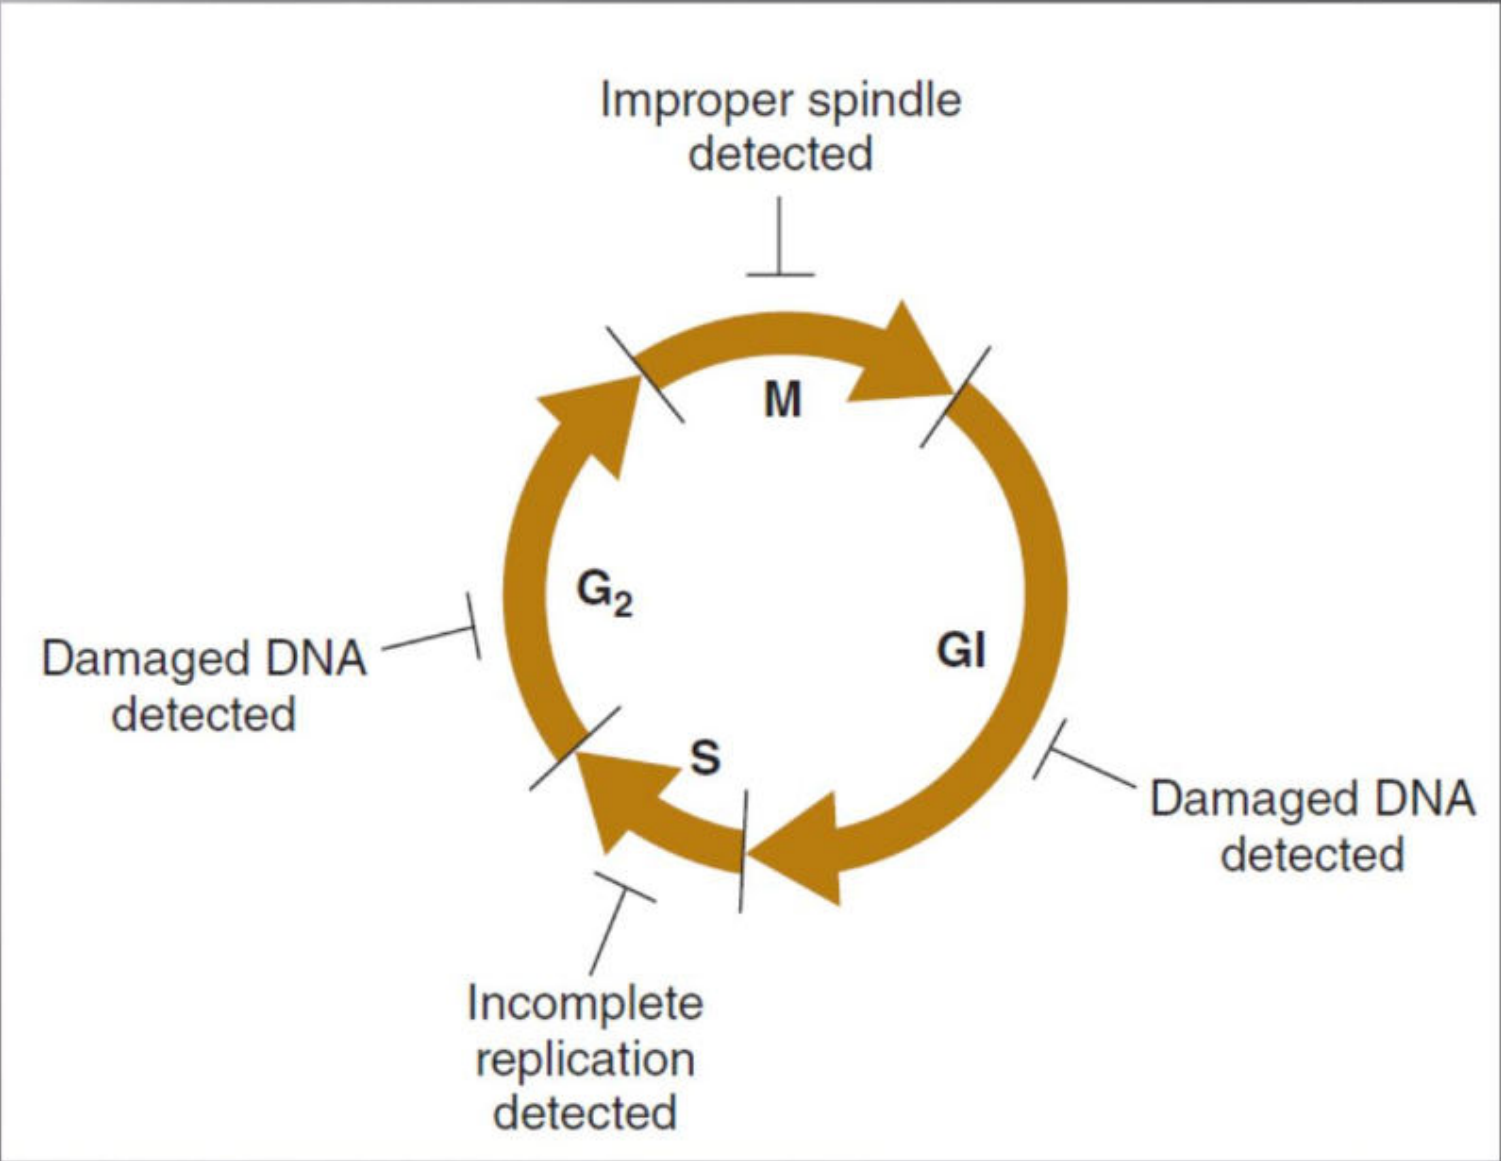 Improper spindle
detected
M
G₂
GI
S
Damaged DNA
detected
Damaged DNA
detected
Incomplete
replication
detected